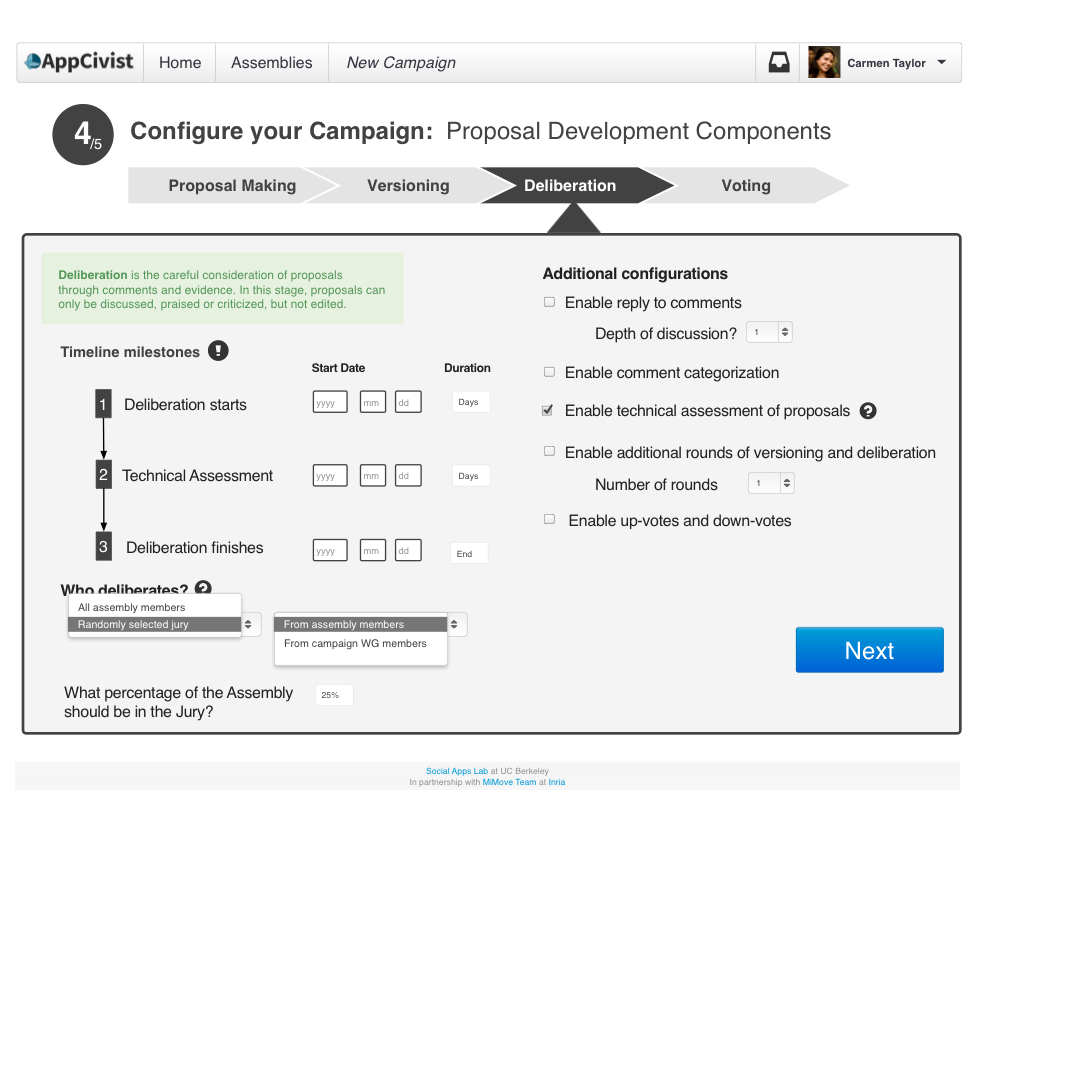 AppCivist
Home
Assemblies
New Campaign
Carmen Taylor
4/5
Configure your Campaign: Proposal Development Components
Proposal Making
Versioning
Deliberation
Voting
Deliberation is the careful consideration of proposals
through comments and evidence. In this stage, proposals can
only be discussed, praised or criticized, but not edited.
Timeline milestones !
Start Date
Duration
1 Deliberation starts
yyyy mm dd Days
2 Technical Assessment
yyyy mm dd Days
3 Deliberation finishes
yyyy mm dd End
Who deliberates? ?
All assembly members
Randomly selected jury
From assembly members
From campaign WG members
What percentage of the Assembly
should be in the Jury?
25%
Additional configurations
Enable reply to comments
Depth of discussion? 1
Enable comment categorization
Enable technical assessment of proposals ?
Enable additional rounds of versioning and deliberation
Number of rounds 1
Enable up-votes and down-votes
Next
Social Apps Lab at UC Berkeley
In partnership with MiMove Team at Inria